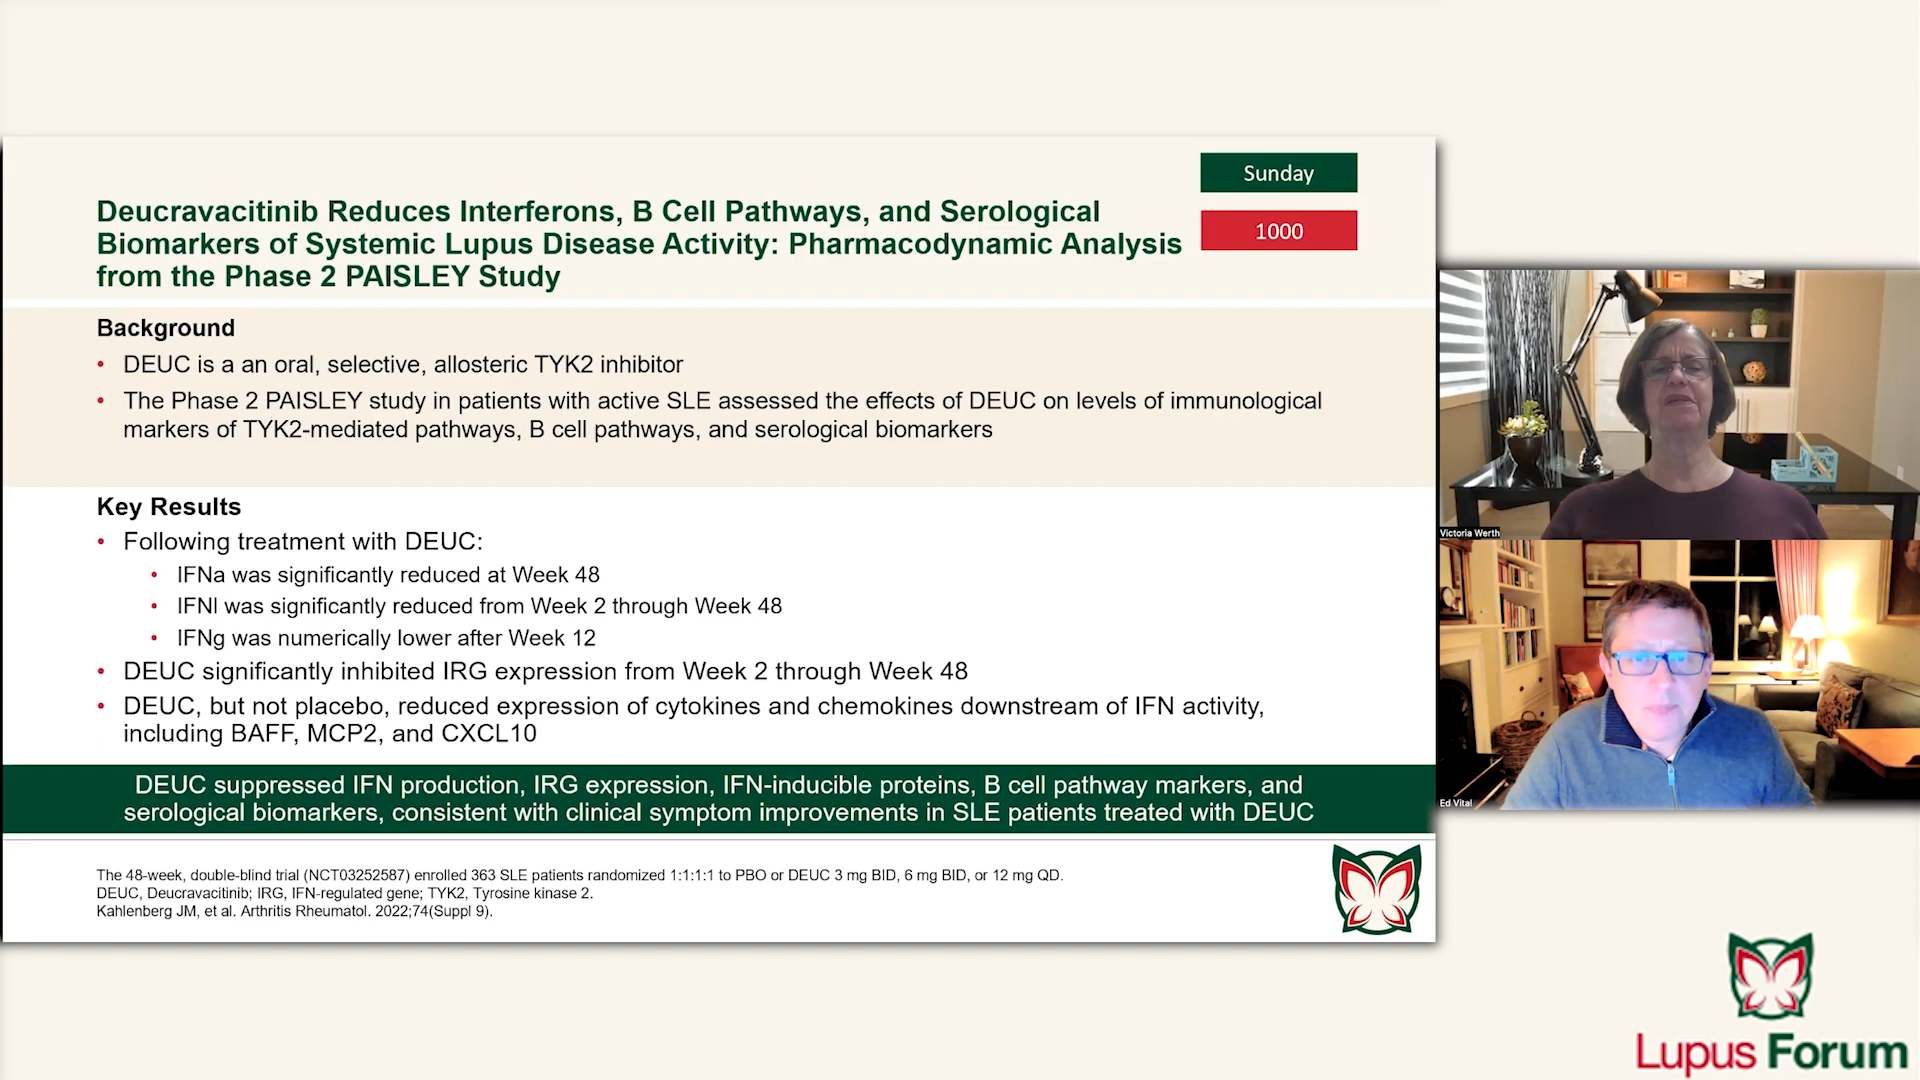 Sunday
1000
Deucravacitinib Reduces Interferons, B Cell Pathways, and Serological
Biomarkers of Systemic Lupus Disease Activity: Pharmacodynamic Analysis
from the Phase 2 PAISLEY Study
Background
• DEUC is a an oral, selective, allosteric TYK2 inhibitor
• The Phase 2 PAISLEY study in patients with active SLE assessed the effects of DEUC on levels of immunological
markers of TYK2-mediated pathways, B cell pathways, and serological biomarkers
Key Results
• Following treatment with DEUC:
• IFNa was significantly reduced at Week 48
• IFNl was significantly reduced from Week 2 through Week 48
• IFNg was numerically lower after Week 12
• DEUC significantly inhibited IRG expression from Week 2 through Week 48
• DEUC, but not placebo, reduced expression of cytokines and chemokines downstream of IFN activity,
including BAFF, MCP2, and CXCL10
DEUC suppressed IFN production, IRG expression, IFN-inducible proteins, B cell pathway markers, and
serological biomarkers, consistent with clinical symptom improvements in SLE patients treated with DEUC
The 48-week, double-blind trial (NCT03252587) enrolled 363 SLE patients randomized 1:1:1:1 to PBO or DEUC 3 mg BID, 6 mg BID, or 12 mg QD.
DEUC, Deucravacitinib; IRG, IFN-regulated gene; TYK2, Tyrosine kinase 2.
Kahlenberg JM, et al. Arthritis Rheumatol. 2022;74(Suppl 9).
Victoria Werth
Ed Vital
Lupus Forum